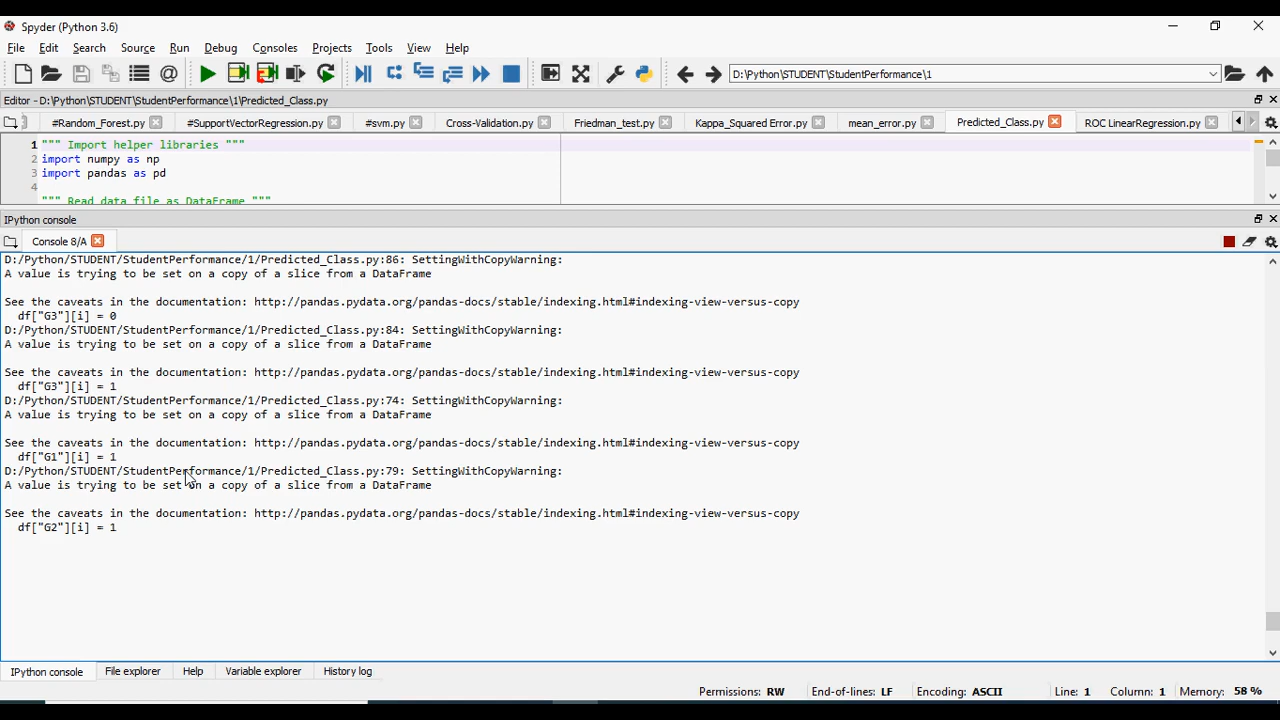 Spyder (Python 3.6)
File Edit Search Source Run Debug Consoles Projects Tools View Help
D:\Python\STUDENT\StudentPerformance\1
Editor - D:\Python\STUDENT\StudentPerformance\1\Predicted_Class.py
#Random_Forest.py #SupportVectorRegression.py #svm.py Cross-Validation.py Friedman_test.py Kappa_Squared Error.py mean_error.py Predicted_Class.py ROC LinearRegression.py
1 """ Import helper libraries """
2 import numpy as np
3 import pandas as pd
4
""" Read data file as DataFrame """
IPython console
Console 8/A
D:/Python/STUDENT/StudentPerformance/1/Predicted_Class.py:86: SettingWithCopyWarning:
A value is trying to be set on a copy of a slice from a DataFrame
See the caveats in the documentation: http://pandas.pydata.org/pandas-docs/stable/indexing.html#indexing-view-versus-copy
df["G3"][i] = 0
D:/Python/STUDENT/StudentPerformance/1/Predicted_Class.py:84: SettingWithCopyWarning:
A value is trying to be set on a copy of a slice from a DataFrame
See the caveats in the documentation: http://pandas.pydata.org/pandas-docs/stable/indexing.html#indexing-view-versus-copy
df["G3"][i] = 1
D:/Python/STUDENT/StudentPerformance/1/Predicted_Class.py:74: SettingWithCopyWarning:
A value is trying to be set on a copy of a slice from a DataFrame
See the caveats in the documentation: http://pandas.pydata.org/pandas-docs/stable/indexing.html#indexing-view-versus-copy
df["G1"][i] = 1
D:/Python/STUDENT/StudentPerformance/1/Predicted_Class.py:79: SettingWithCopyWarning:
A value is trying to be set on a copy of a slice from a DataFrame
See the caveats in the documentation: http://pandas.pydata.org/pandas-docs/stable/indexing.html#indexing-view-versus-copy
df["G2"][i] = 1
IPython console File explorer Help Variable explorer History log
Permissions: RW End-of-lines: LF Encoding: ASCII Line: 1 Column: 1 Memory: 58 %